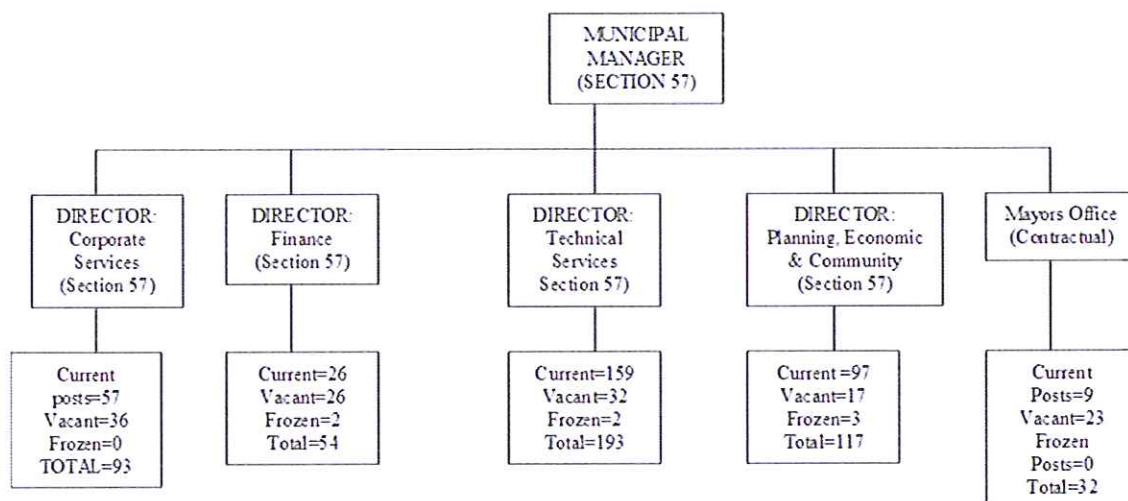 MUNICIPAL
MANAGER
(SECTION 57)
DIRECTOR:
Corporate
Services
(Section 57)
DIRECTOR:
Finance
(Section 57)
DIRECTOR:
Technical
Services
Section 57)
DIRECTOR:
Planning, Economic
& Community
(Section 57)
Mayors Office
(Contractual)
Current
posts=57
Vacant=36
Frozen=0
TOTAL=93
Current=26
Vacant=26
Frozen=2
Total=54
Current=159
Vacant=32
Frozen=2
Total=193
Current =97
Vacant=17
Frozen=3
Total=117
Current
Posts=9
Vacant=23
Frozen
Posts=0
Total=32